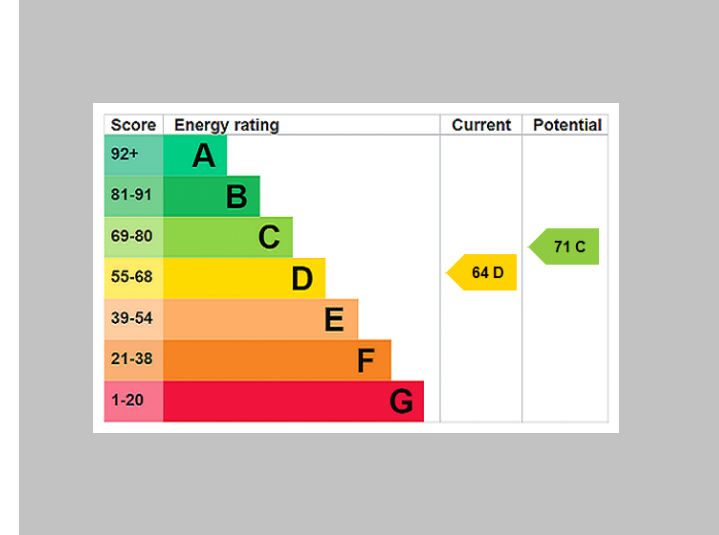 Score Energy rating Current Potential
92+ A
81-91 B
69-80 C
71 C
55-68 D 64 D
39-54 E
21-38 F
1-20 G